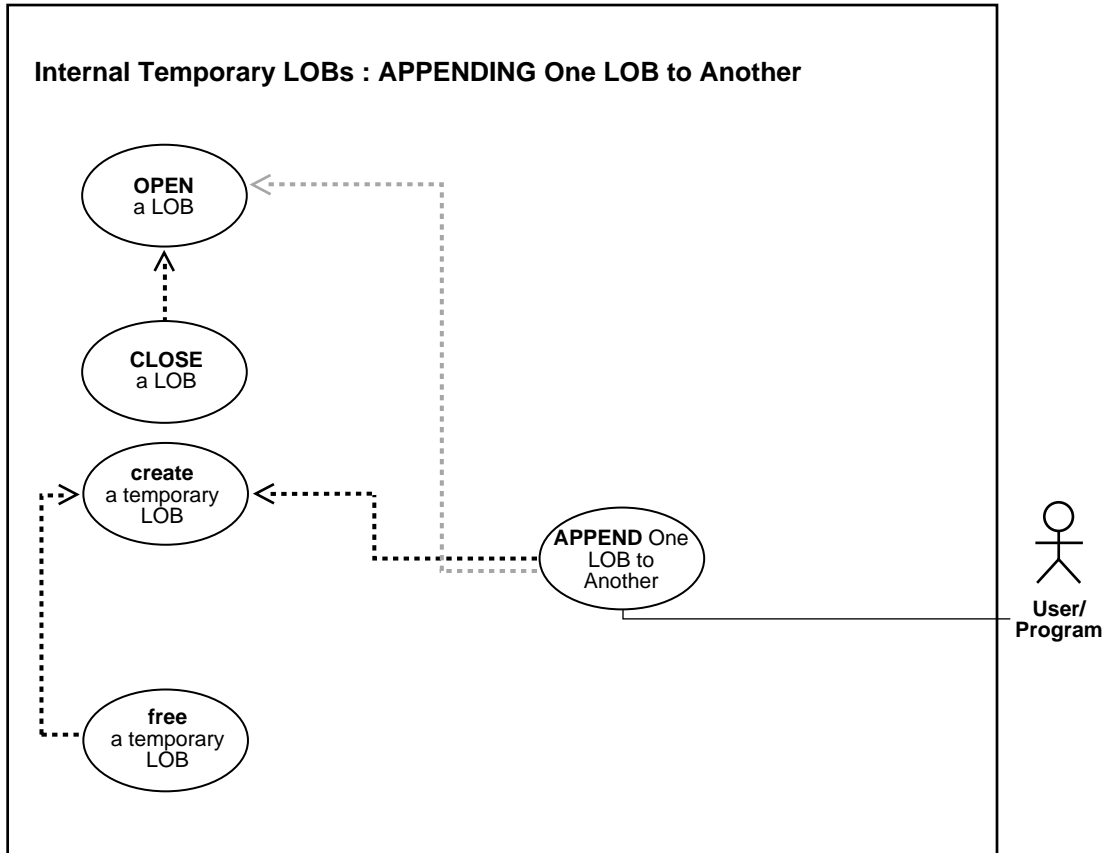 Internal Temporary LOBs : APPENDING One LOB to Another
OPEN
a LOB
CLOSE
a LOB
create
a temporary
LOB
APPEND One
LOB to
Another
User/
Program
free
a temporary
LOB